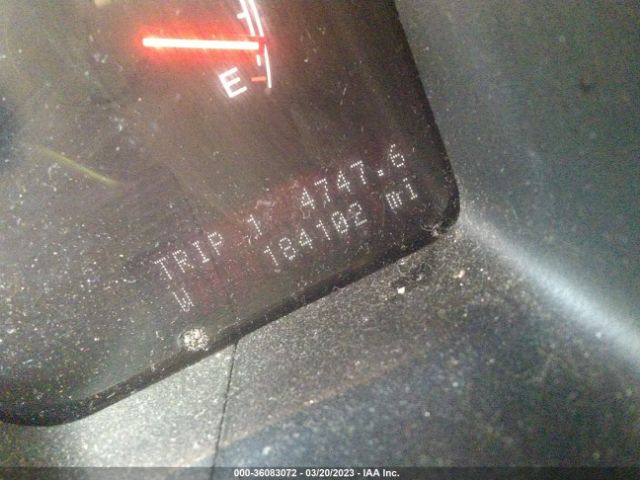 E
TRIP 1 4747.6
W 184102 mi
000-36083072 — 03/20/2023 — IAA Inc.